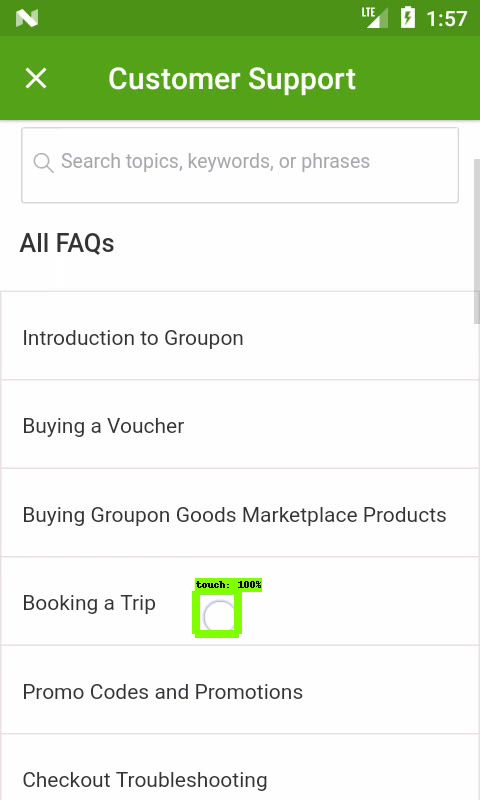 LTE 1:57
Customer Support
Search topics, keywords, or phrases
All FAQs
Introduction to Groupon
Buying a Voucher
Buying Groupon Goods Marketplace Products
touch: 100%
Booking a Trip
Promo Codes and Promotions
Checkout Troubleshooting